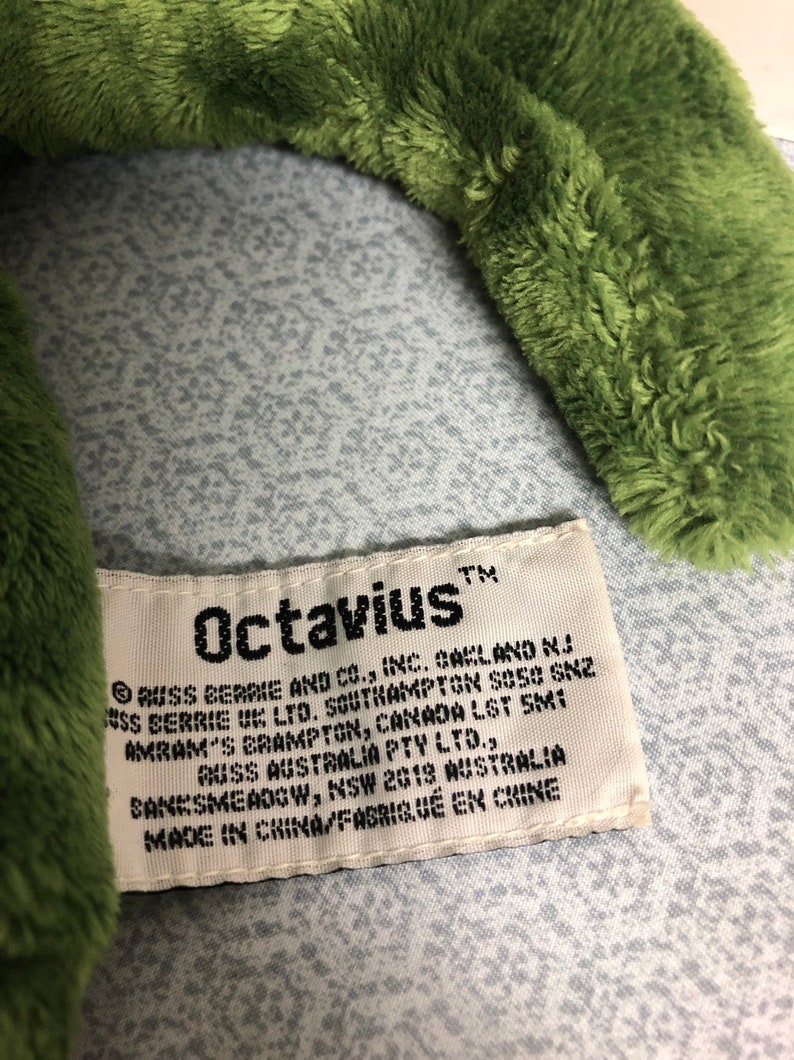 Octavius™
© RUSS BERRIE AND CO., INC. OAKLAND NJ
USS BERRIE UK LTD. SOUTHAMPTON SO50 6NZ
AMRAM'S BRAMPTON, CANADA L6T 5M1
RUSS AUSTRALIA PTY LTD.,
BANKSMEADOW, NSW 2019 AUSTRALIA
MADE IN CHINA/FABRIQUÉ EN CHINE